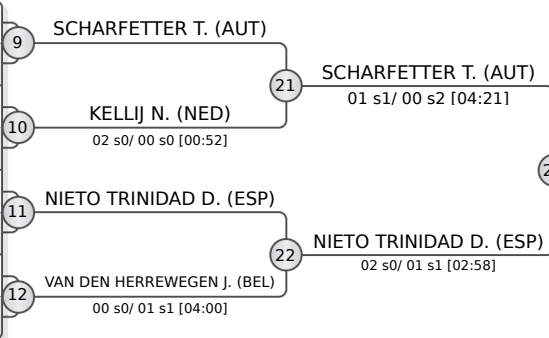 SCHARFETTER T. (AUT)
9
21
SCHARFETTER T. (AUT)
01 s1/ 00 s2 [04:21]
KELLIJ N. (NED)
10
02 s0/ 00 s0 [00:52]
NIETO TRINIDAD D. (ESP)
11
22
NIETO TRINIDAD D. (ESP)
02 s0/ 01 s1 [02:58]
VAN DEN HERREWEGEN J. (BEL)
12
00 s0/ 01 s1 [04:00]